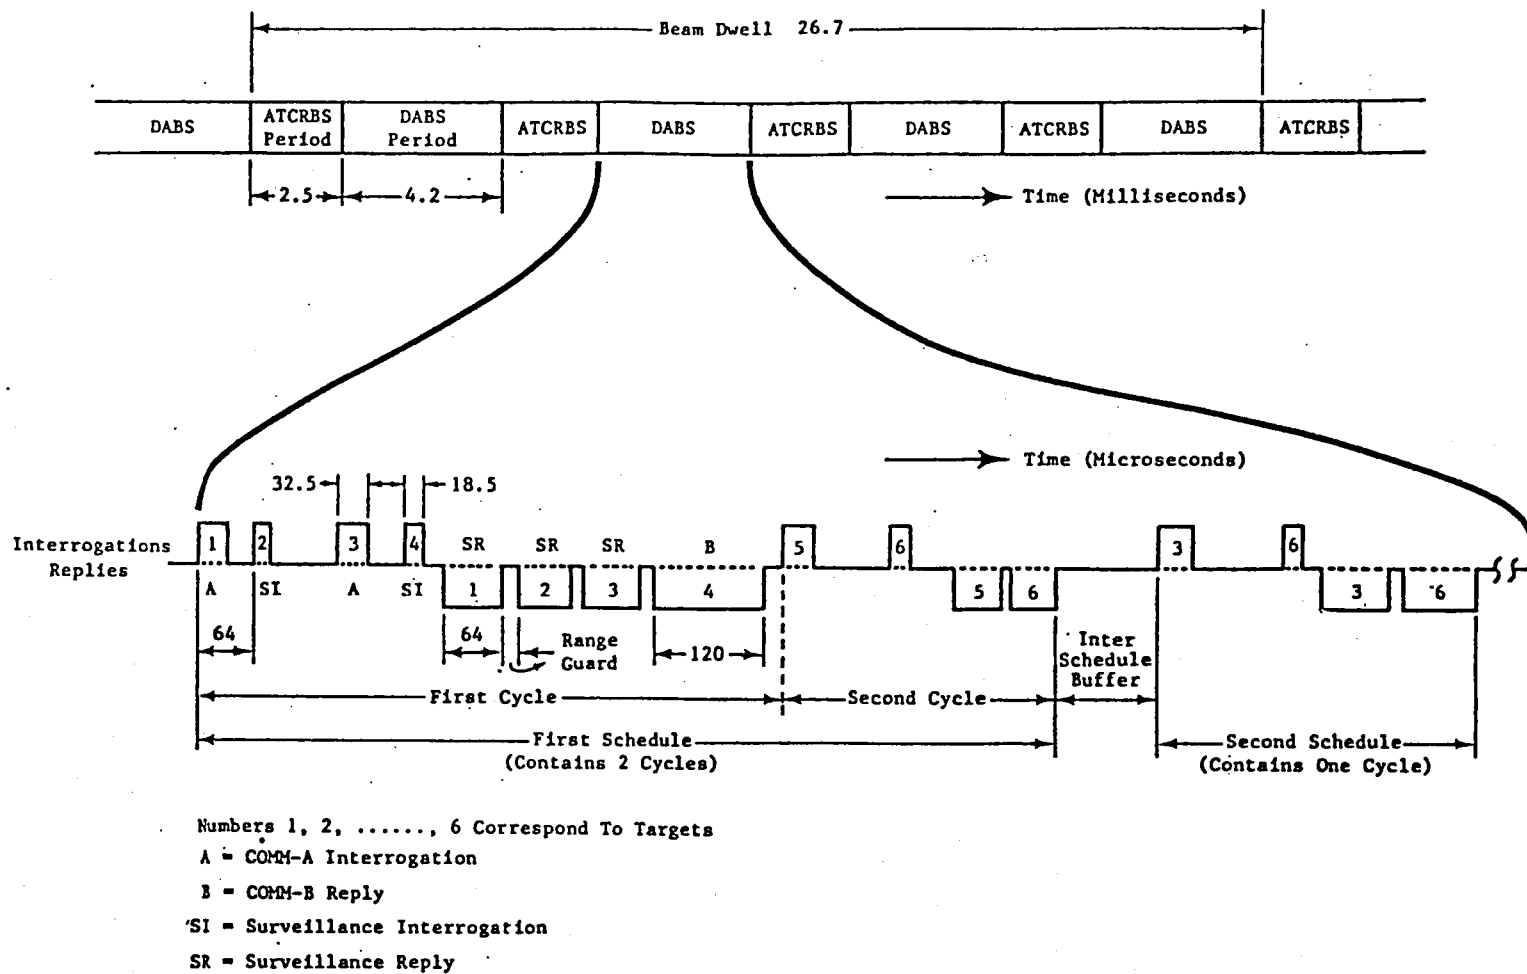 Beam Dwell 26.7
DABS
ATCRBS
Period
DABS
Period
ATCRBS
DABS
ATCRBS
DABS
ATCRBS
DABS
ATCRBS
2.5
4.2
Time (Milliseconds)
Time (Microseconds)
32.5
18.5
Interrogations
Replies
1
2
3
4
SR
SR
SR
B
5
6
3
6
A
SI
A
SI
1
2
3
4
5
6
3
6
64
64
Range
Guard
120
Inter
Schedule
Buffer
First Cycle
Second Cycle
First Schedule
(Contains 2 Cycles)
Second Schedule
(Contains One Cycle)
Numbers 1, 2, ......, 6 Correspond To Targets
A = COMM-A Interrogation
B = COMM-B Reply
SI = Surveillance Interrogation
SR = Surveillance Reply